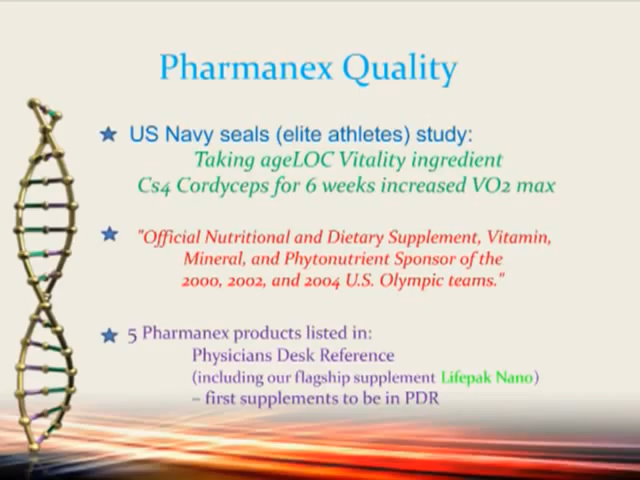 Pharmanex Quality
US Navy seals (elite athletes) study:
Taking ageLOC Vitality ingredient
Cs4 Cordyceps for 6 weeks increased VO2 max
"Official Nutritional and Dietary Supplement, Vitamin,
Mineral, and Phytonutrient Sponsor of the
2000, 2002, and 2004 U.S. Olympic teams."
5 Pharmanex products listed in:
Physicians Desk Reference
(including our flagship supplement Lifepak Nano)
– first supplements to be in PDR